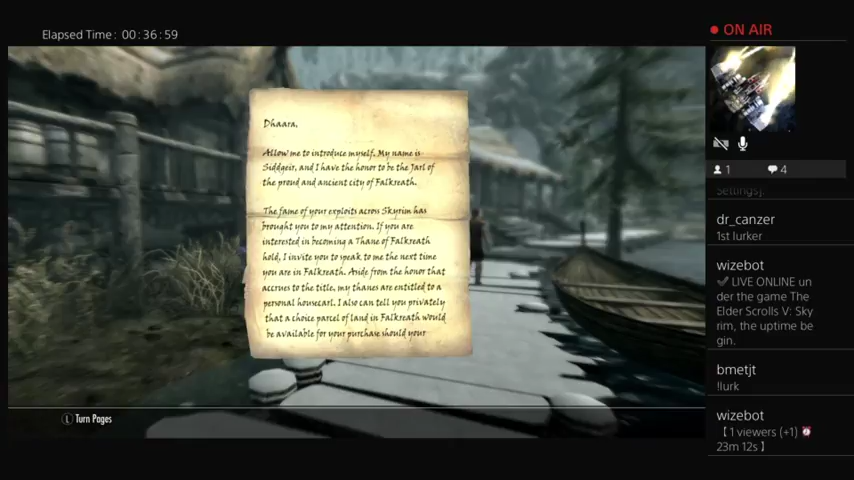 Elapsed Time: 00:36:59
Dhaara,
Allow me to introduce myself. My name is
Siddgeir, and I have the honor to be the Jarl of
the proud and ancient city of Falkreath.
The fame of your exploits across Skyrim has
brought you to my attention. If you are
interested in becoming a Thane of Falkreath
hold, I invite you to speak to me the next time
you are in Falkreath. Aside from the honor that
accrues to the title, my thanes are entitled to a
personal housecarl. I also can tell you privately
that a choice parcel of land in Falkreath would
be available for your purchase should your
L Turn Pages
ON AIR
1
4
Settings].
dr_canzer
1st lurker
wizebot
✔ LIVE ONLINE un
der the game The
Elder Scrolls V: Sky
rim, the uptime be
gin.
bmetjt
!lurk
wizebot
【 1 viewers (+1) ⏰
23m 12s 】